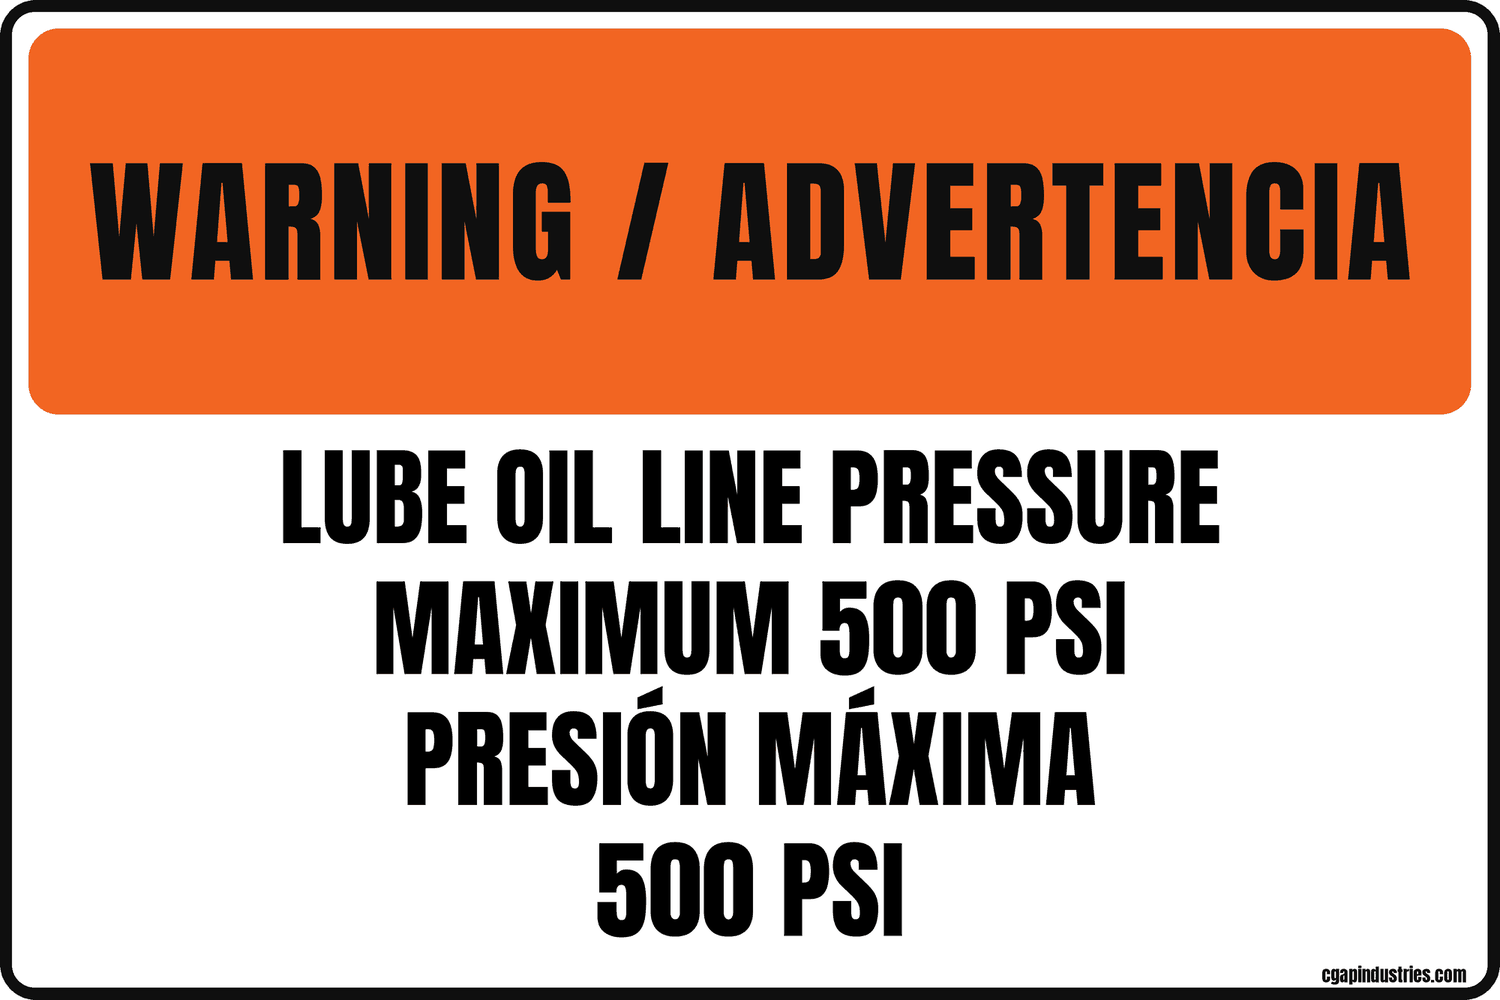 WARNING / ADVERTENCIA
LUBE OIL LINE PRESSURE
MAXIMUM 500 PSI
PRESIÓN MÁXIMA
500 PSI
cgapindustries.com